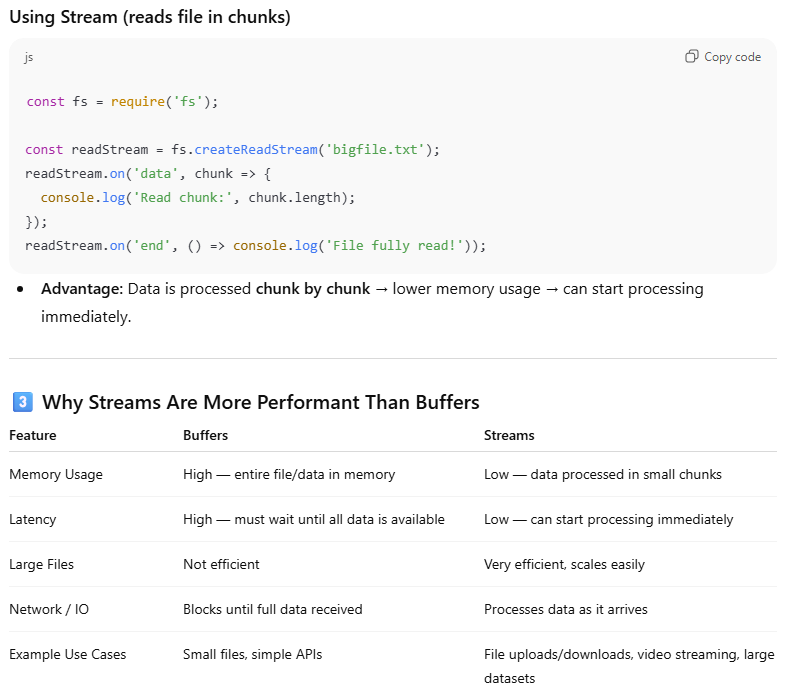 Using Stream (reads file in chunks)
js
Copy code
const fs = require('fs');
const readStream = fs.createReadStream('bigfile.txt');
readStream.on('data', chunk => {
  console.log('Read chunk:', chunk.length);
});
readStream.on('end', () => console.log('File fully read!'));
• Advantage: Data is processed chunk by chunk → lower memory usage → can start processing
immediately.
3 Why Streams Are More Performant Than Buffers
Feature Buffers Streams
Memory Usage High — entire file/data in memory Low — data processed in small chunks
Latency High — must wait until all data is available Low — can start processing immediately
Large Files Not efficient Very efficient, scales easily
Network / IO Blocks until full data received Processes data as it arrives
Example Use Cases Small files, simple APIs File uploads/downloads, video streaming, large
datasets